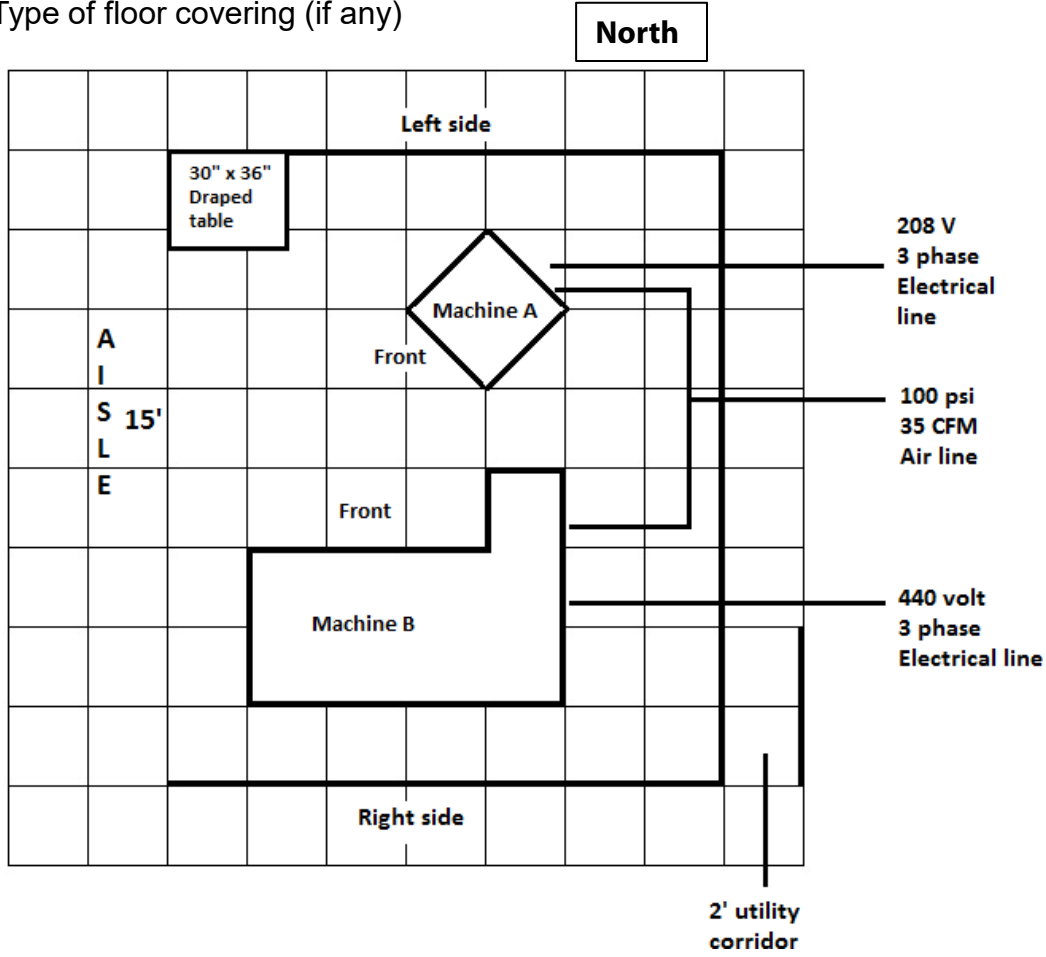 Type of floor covering (if any)
North
Left side
30" x 36"
Draped
table
208 V
3 phase
Electrical
line
Machine A
Front
A
I
S
L
E
15'
100 psi
35 CFM
Air line
Front
Machine B
440 volt
3 phase
Electrical line
Right side
2' utility
corridor